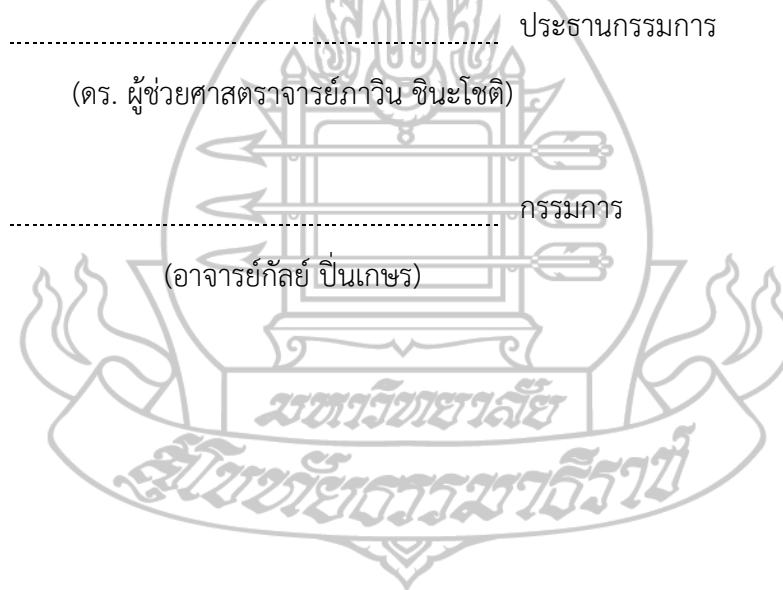 ประธานกรรมการ
(ดร. ผู้ช่วยศาสตราจารย์ภาวิน ชินะโชติ)
กรรมการ
(อาจารย์กัลย์ ปิ่นเกษร)
มหาวิทยาลัย
สุโขทัยธรรมาธิราช